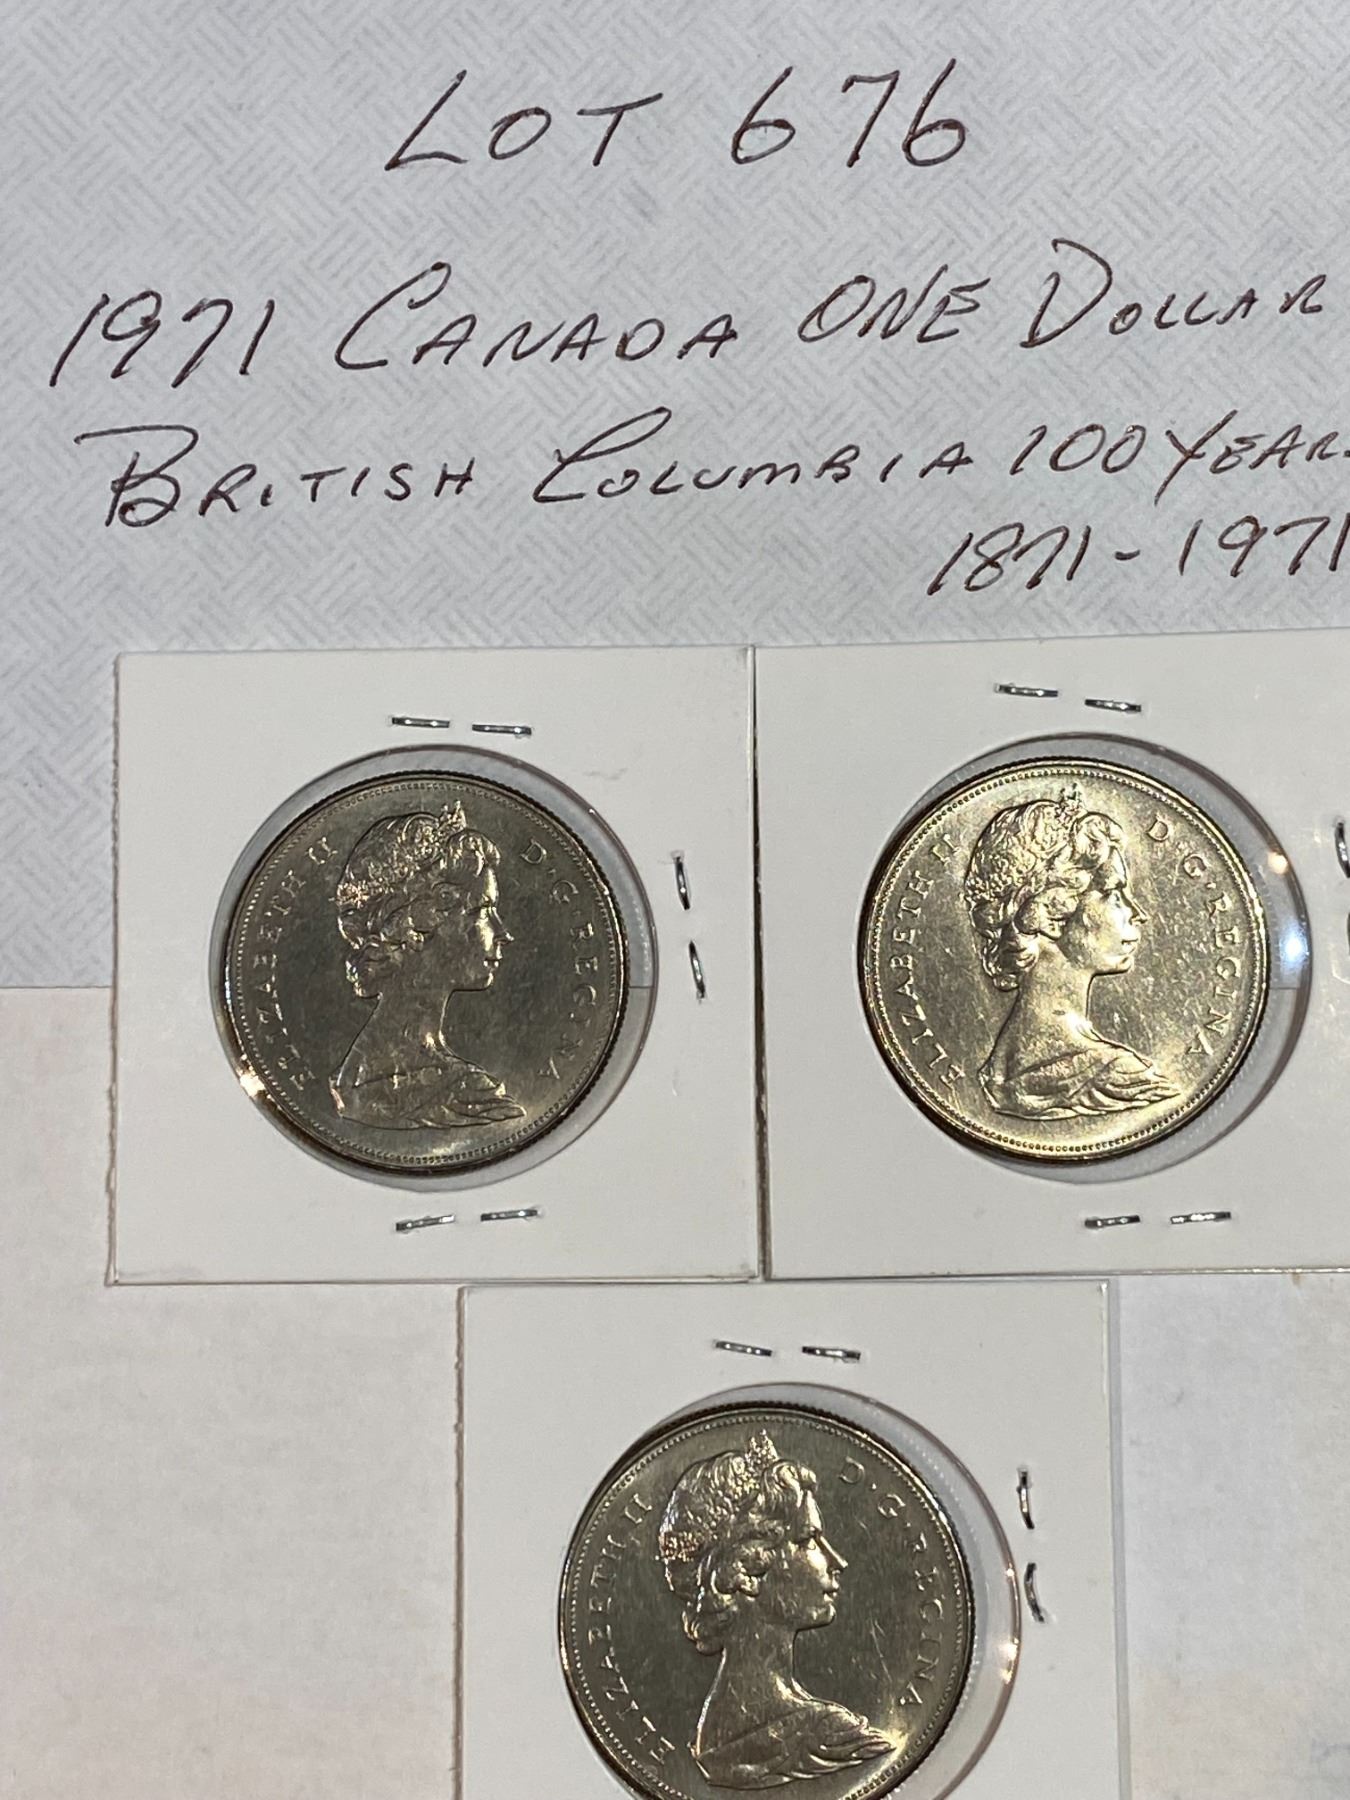 LOT 676
1971 CANADA ONE DOLLAR
BRITISH COLUMBIA 100 YEAR
1871-1971
ELIZABETH II D·G·REGINA
ELIZABETH II D·G·REGINA
ELIZABETH II D·G·REGINA